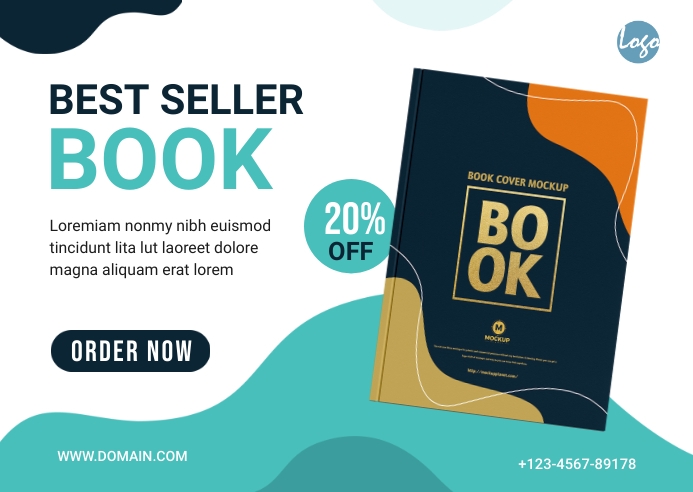 Logo
BEST SELLER
BOOK
Loremiam nonmy nibh euismod
tincidunt lita lut laoreet dolore
magna aliquam erat lorem
20%
OFF
ORDER NOW
BOOK COVER MOCKUP
BO
OK
M
MOCKUP
WWW.DOMAIN.COM
+123-4567-89178